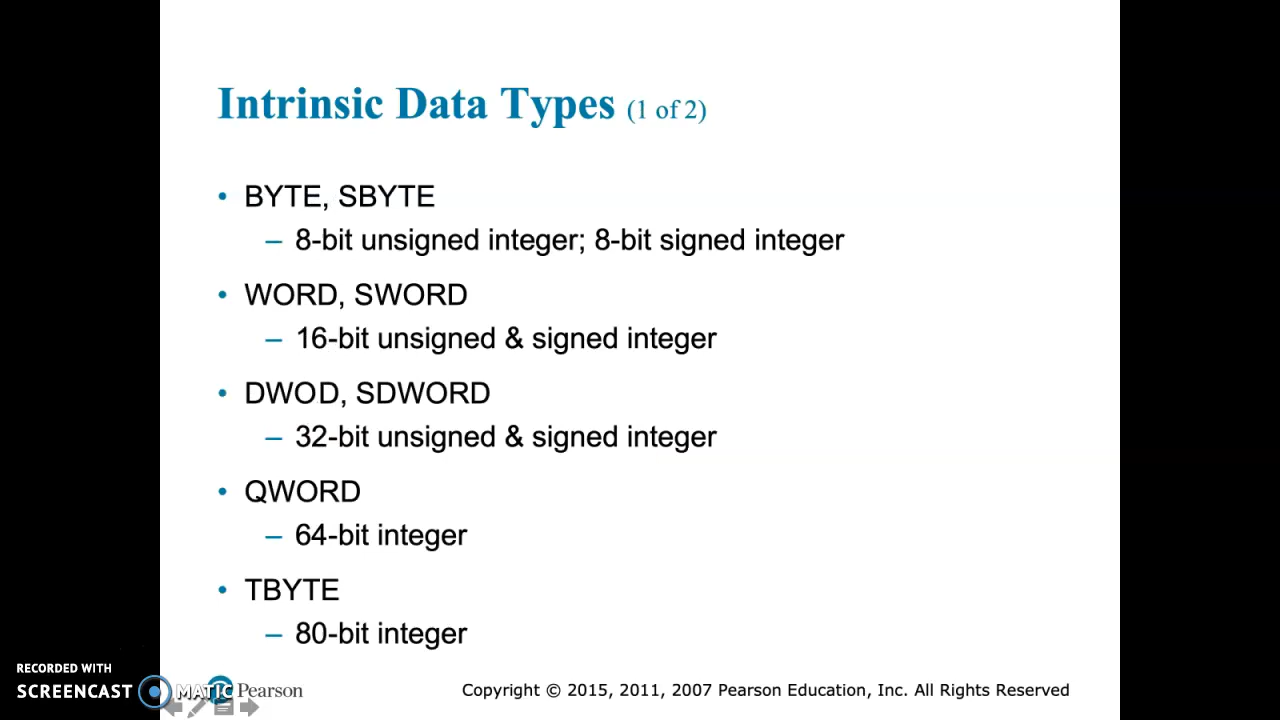 Intrinsic Data Types (1 of 2)
• BYTE, SBYTE
– 8-bit unsigned integer; 8-bit signed integer
• WORD, SWORD
– 16-bit unsigned & signed integer
• DWOD, SDWORD
– 32-bit unsigned & signed integer
• QWORD
– 64-bit integer
• TBYTE
– 80-bit integer
RECORDED WITH
SCREENCAST MATIC
Pearson
Copyright © 2015, 2011, 2007 Pearson Education, Inc. All Rights Reserved